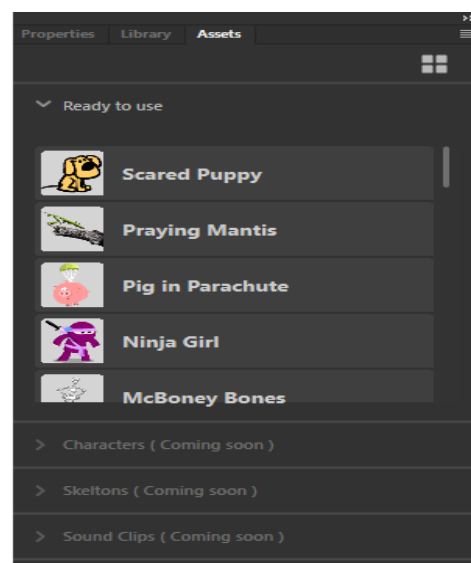 Properties Library Assets
Ready to use
Scared Puppy
Praying Mantis
Pig in Parachute
Ninja Girl
McBoney Bones
Characters ( Coming soon )
Skeltons ( Coming soon )
Sound Clips ( Coming soon )